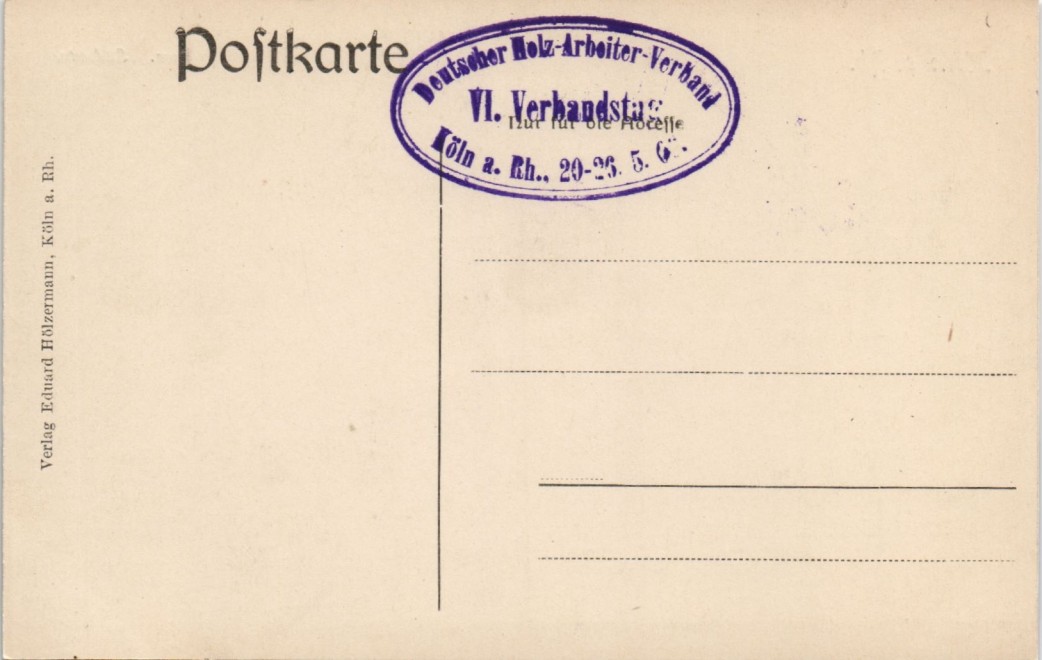 Poſtkarte
Deutscher Holz-Arbeiter-Verband
VI. Verbandstag
Nur für die Adreſſe
Köln a. Rh., 20-26. 5.
Verlag Eduard Hölzermann, Köln a. Rh.